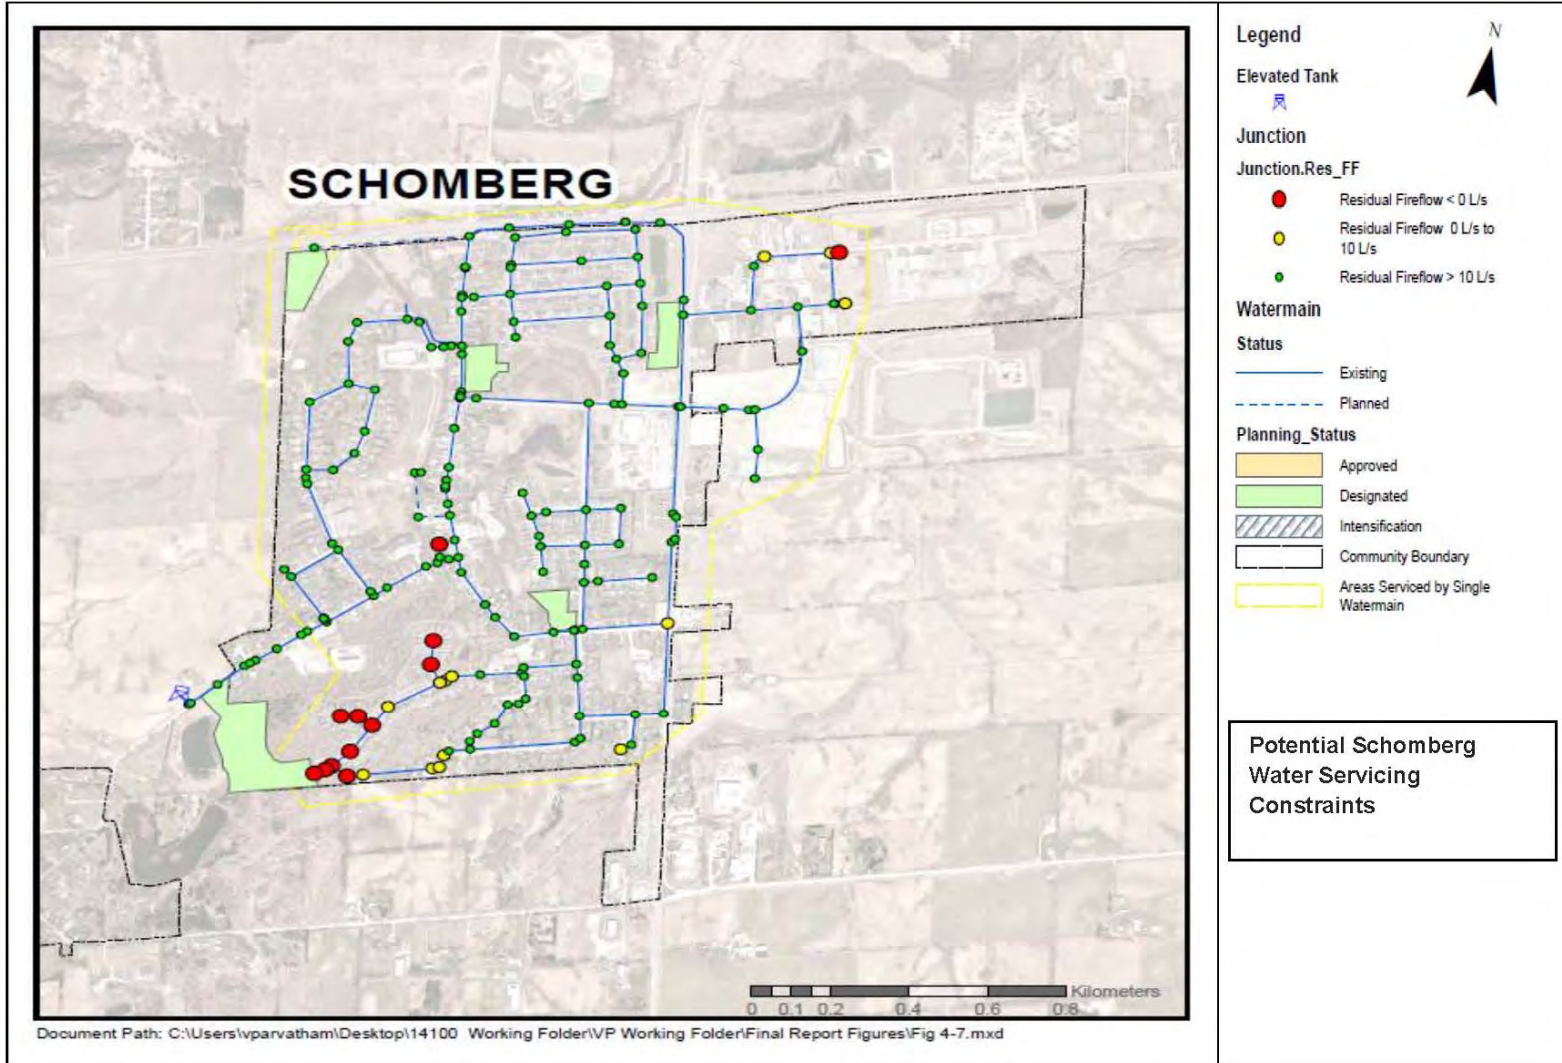 SCHOMBERG
Kilometers
0 0.1 0.2 0.4 0.6 0.8
Document Path: C:\Users\vparvatham\Desktop\14100 Working Folder\VP Working Folder\Final Report Figures\Fig 4-7.mxd
Legend
N
Elevated Tank
Junction
Junction.Res_FF
Residual Fireflow < 0 L/s
Residual Fireflow 0 L/s to
10 L/s
Residual Fireflow > 10 L/s
Watermain
Status
Existing
Planned
Planning_Status
Approved
Designated
Intensification
Community Boundary
Areas Serviced by Single
Watermain
Potential Schomberg
Water Servicing
Constraints